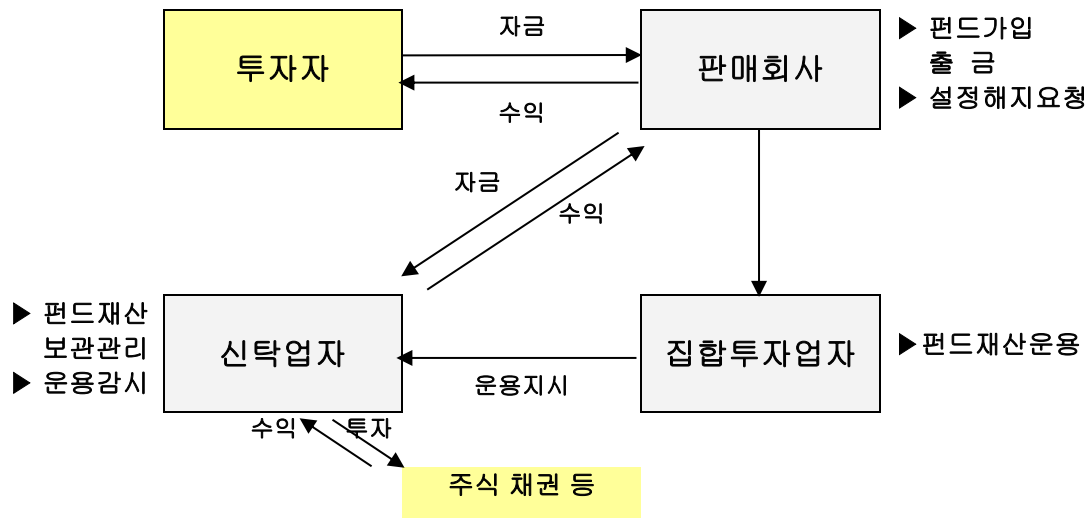 자금
투자자
판매회사
▶ 펀드가입
출 금
▶ 설정해지요청
수익
자금
수익
▶ 펀드재산
보관관리
▶ 운용감시
신탁업자
집합투자업자
▶펀드재산운용
운용지시
수익
투자
주식 채권 등